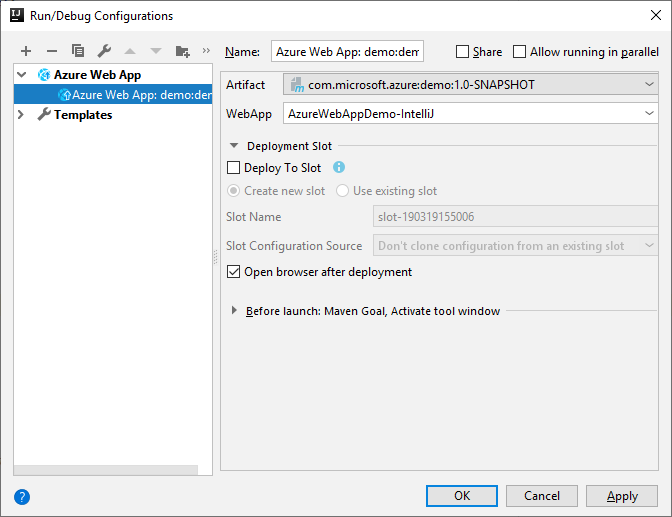 IJ Run/Debug Configurations
Name: Azure Web App: demo:dem Share Allow running in parallel
Azure Web App
Azure Web App: demo:der
Templates
Artifact com.microsoft.azure:demo:1.0-SNAPSHOT
WebApp AzureWebAppDemo-IntelliJ
Deployment Slot
Deploy To Slot
Create new slot Use existing slot
Slot Name slot-190319155006
Slot Configuration Source Don't clone configuration from an existing slot
Open browser after deployment
Before launch: Maven Goal, Activate tool window
? OK Cancel Apply